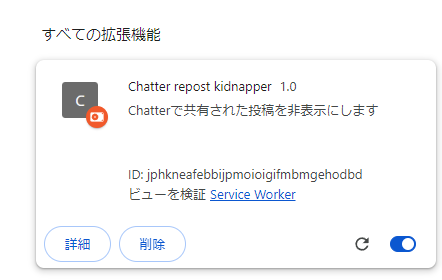 すべての拡張機能
C
Chatter repost kidnapper 1.0
Chatterで共有された投稿を非表示にします
ID: jphkneafebbijpmoioigifmbmgehodbd
ビューを検証 Service Worker
詳細 削除